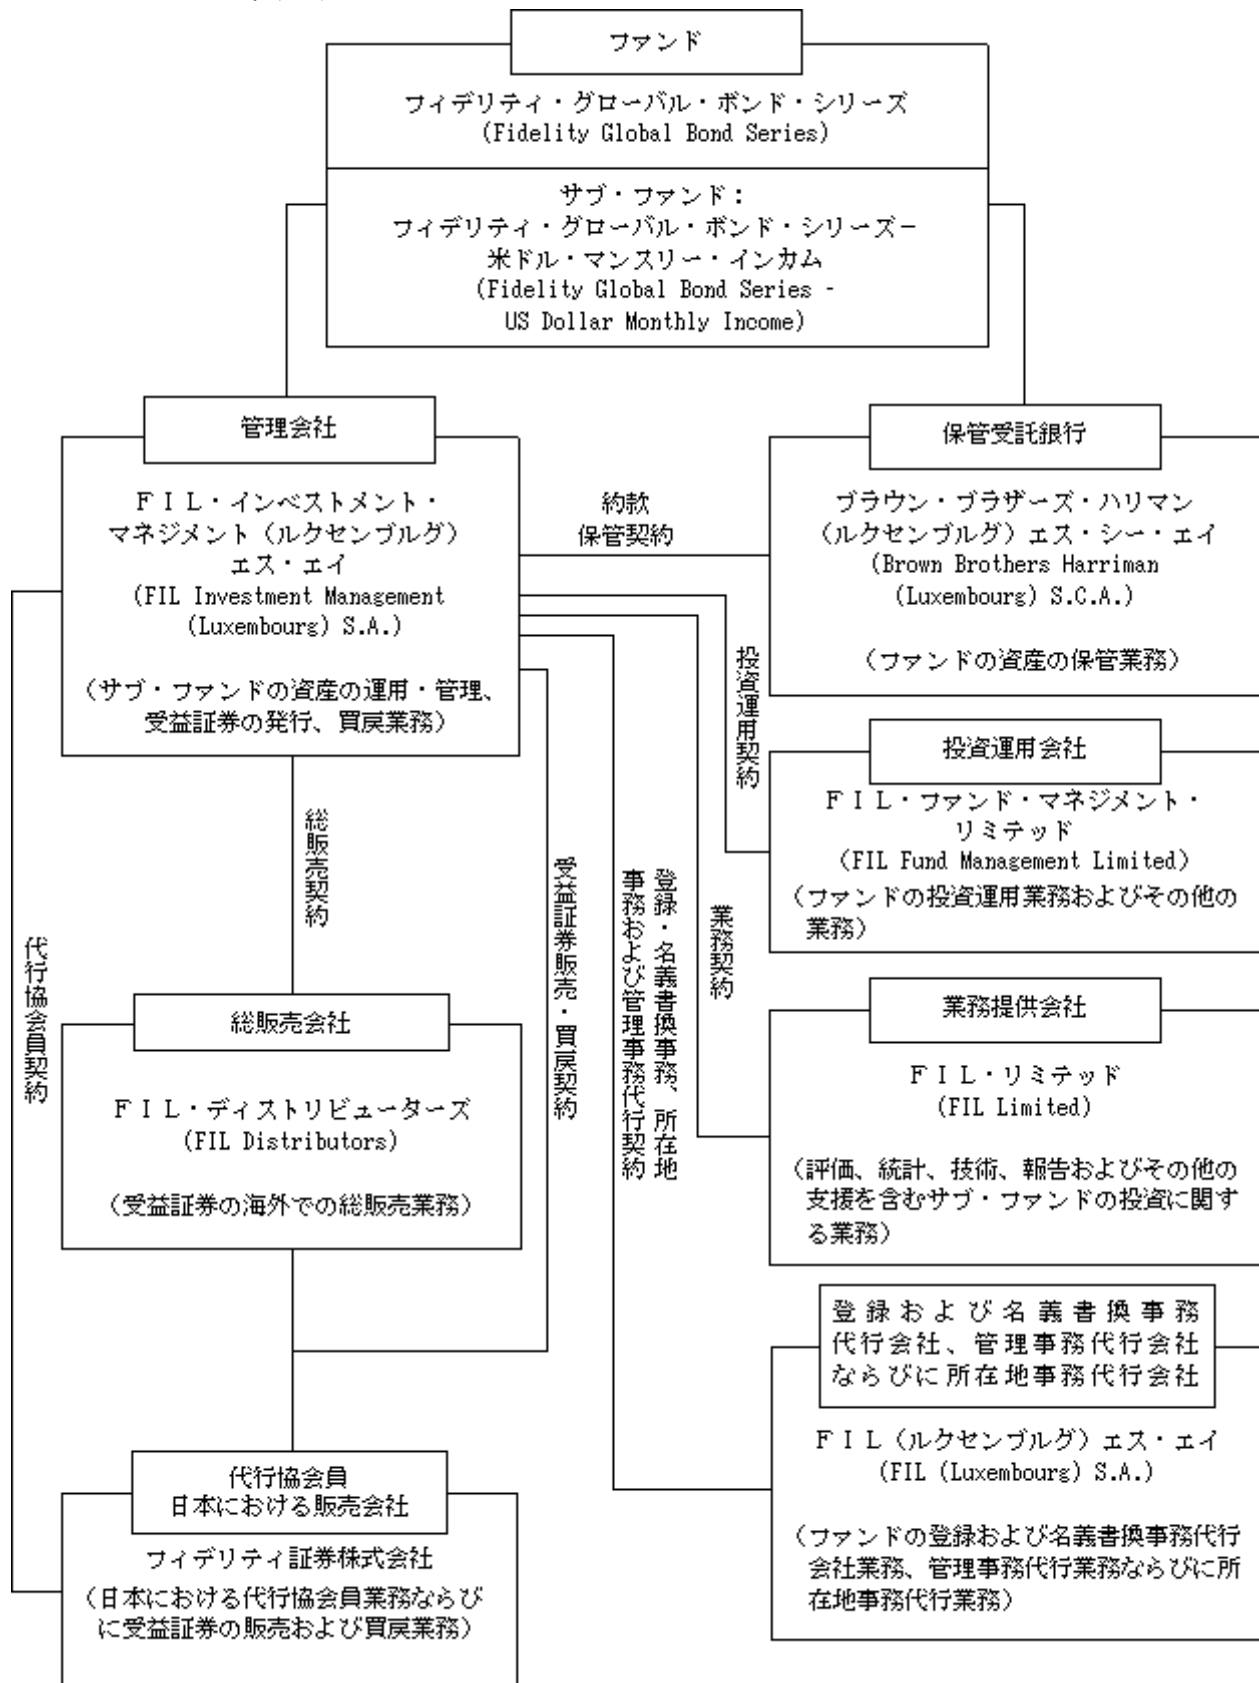 ファンド
フィデリティ・グローバル・ボンド・シリーズ
(Fidelity Global Bond Series)
サブ・ファンド：
フィデリティ・グローバル・ボンド・シリーズ－
米ドル・マンスリー・インカム
(Fidelity Global Bond Series -
US Dollar Monthly Income)
管理会社
ＦＩＬ・インベストメント・
マネジメント（ルクセンブルグ）
エス・エイ
(FIL Investment Management
(Luxembourg) S.A.)
（サブ・ファンドの資産の運用・管理、
受益証券の発行、買戻業務）
約款
保管契約
保管受託銀行
ブラウン・ブラザーズ・ハリマン
（ルクセンブルグ）エス・シー・エイ
(Brown Brothers Harriman
(Luxembourg) S.C.A.)
（ファンドの資産の保管業務）
投資運用契約
投資運用会社
ＦＩＬ・ファンド・マネジメント・
リミテッド
(FIL Fund Management Limited)
（ファンドの投資運用業務およびその他の
業務）
総販売契約
受益証券販売・買戻契約
登録・名義書換事務、所在地
事務および管理事務代行契約
業務契約
代行協会員契約
総販売会社
ＦＩＬ・ディストリビューターズ
(FIL Distributors)
（受益証券の海外での総販売業務）
業務提供会社
ＦＩＬ・リミテッド
(FIL Limited)
（評価、統計、技術、報告およびその他の
支援を含むサブ・ファンドの投資に関す
る業務）
登録および名義書換事務
代行会社、管理事務代行会社
ならびに所在地事務代行会社
ＦＩＬ（ルクセンブルグ）エス・エイ
(FIL (Luxembourg) S.A.)
（ファンドの登録および名義書換事務代行
会社業務、管理事務代行業務ならびに所
在地事務代行業務）
代行協会員
日本における販売会社
フィデリティ証券株式会社
（日本における代行協会員業務ならび
に受益証券の販売および買戻業務）